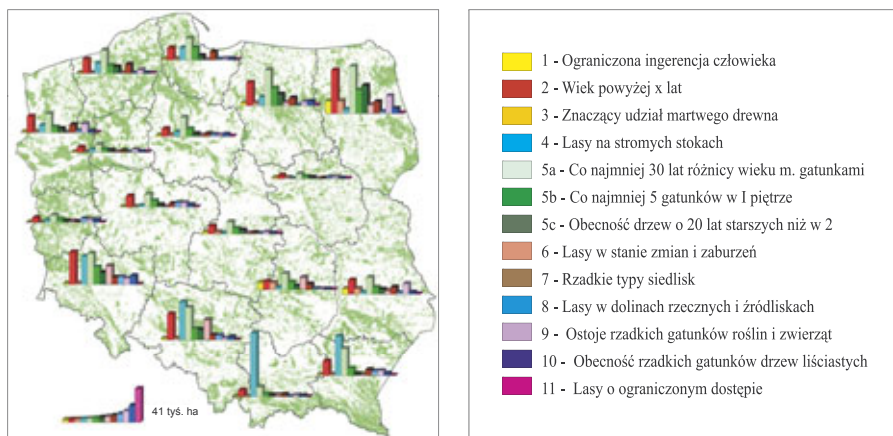 41 tyś. ha
1 - Ograniczona ingerencja człowieka
2 - Wiek powyżej x lat
3 - Znaczący udział martwego drewna
4 - Lasy na stromych stokach
5a - Co najmniej 30 lat różnicy wieku m. gatunkami
5b - Co najmniej 5 gatunków w I piętrze
5c - Obecność drzew o 20 lat starszych niż w 2
6 - Lasy w stanie zmian i zaburzeń
7 - Rzadkie typy siedlisk
8 - Lasy w dolinach rzecznych i źródliskach
9 - Ostoje rzadkich gatunków roślin i zwierząt
10 - Obecność rzadkich gatunków drzew liściastych
11 - Lasy o ograniczonym dostępie